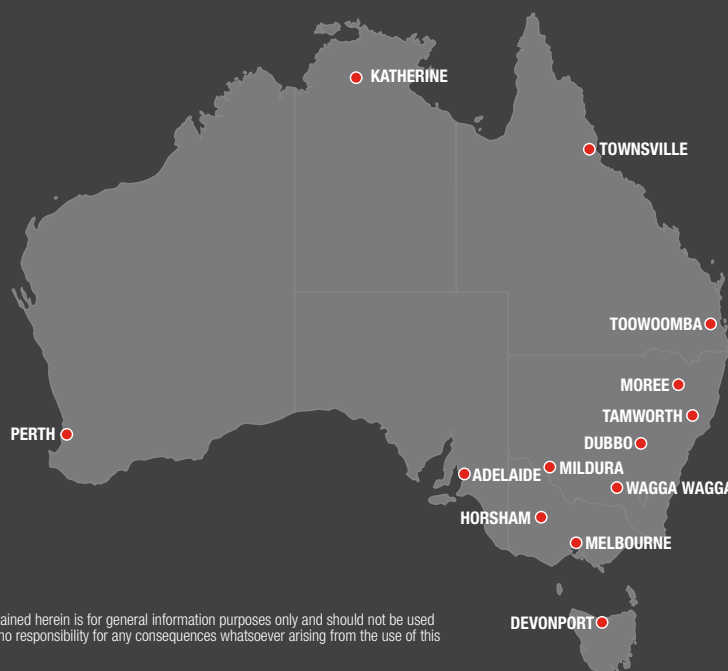 KATHERINE
TOWNSVILLE
TOOWOOMBA
MOREE
TAMWORTH
PERTH
DUBBO
MILDURA
ADELAIDE
WAGGA WAGGA
HORSHAM
MELBOURNE
ained herein is for general information purposes only and should not be used
no responsibility for any consequences whatsoever arising from the use of this
DEVONPORT